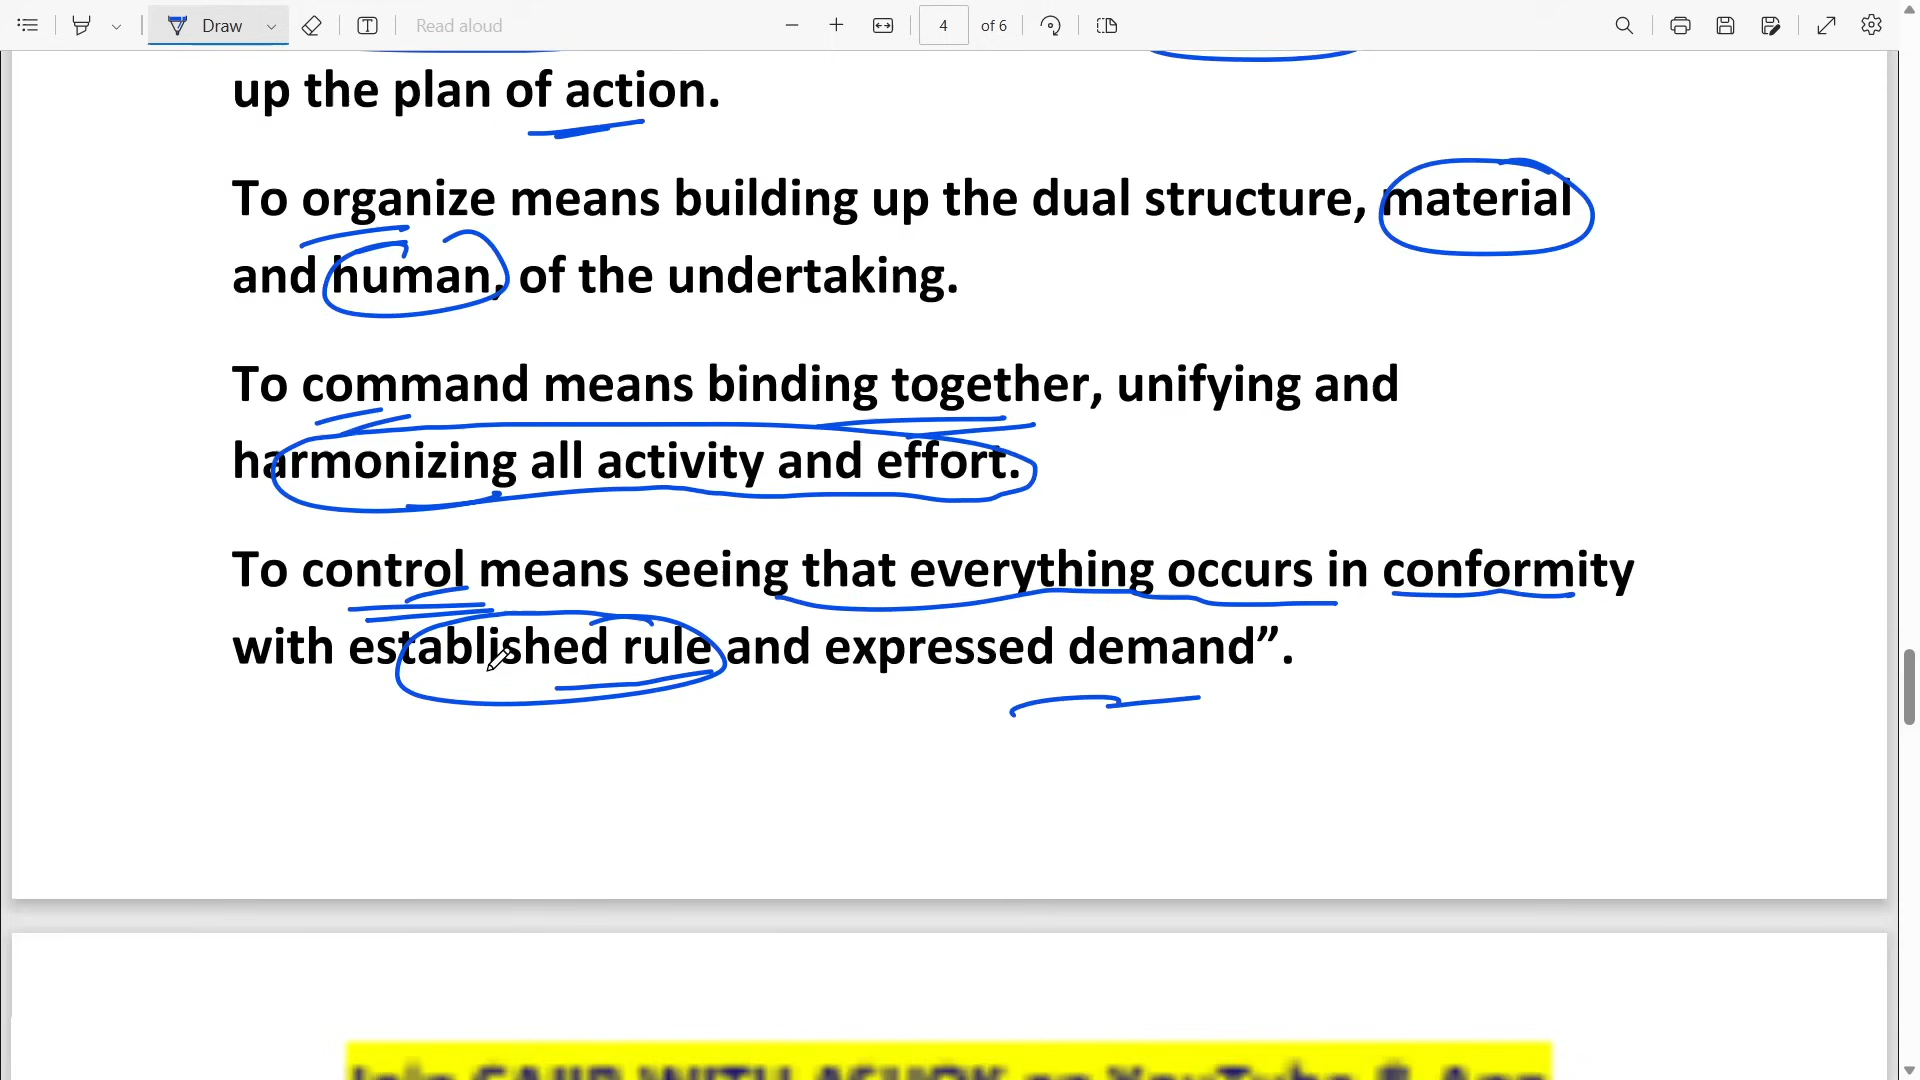 Draw
Read aloud
4 of 6
up the plan of action.
To organize means building up the dual structure, material
and human, of the undertaking.
To command means binding together, unifying and
harmonizing all activity and effort.
To control means seeing that everything occurs in conformity
with established rule and expressed demand”.